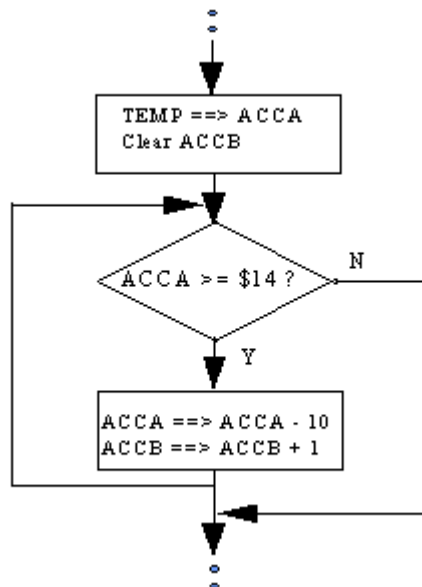 TEMP ==> ACCA
Clear ACCB
ACCA >= $14 ?
N
Y
ACCA ==> ACCA - 10
ACCB ==> ACCB + 1